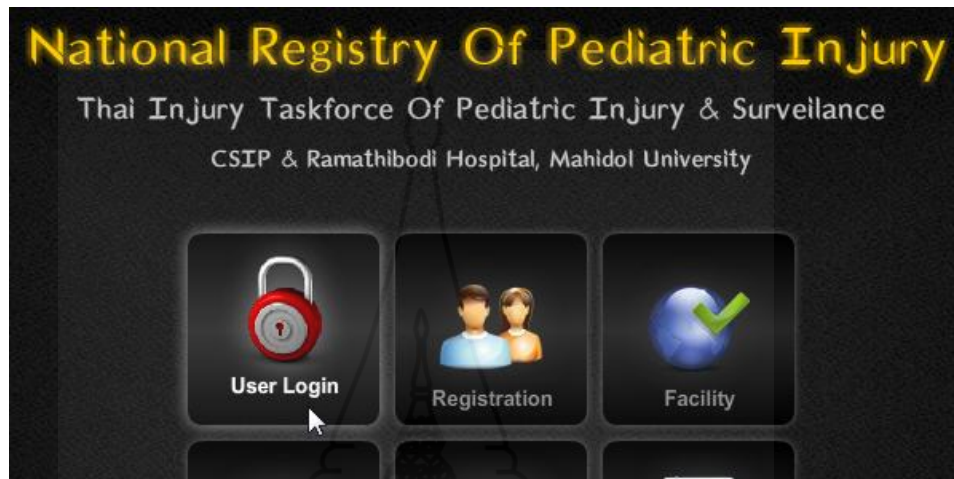 National Registry Of Pediatric Injury
Thai Injury Taskforce Of Pediatric Injury & Surveilance
CSIP & Ramathibodi Hospital, Mahidol University
User Login
Registration
Facility